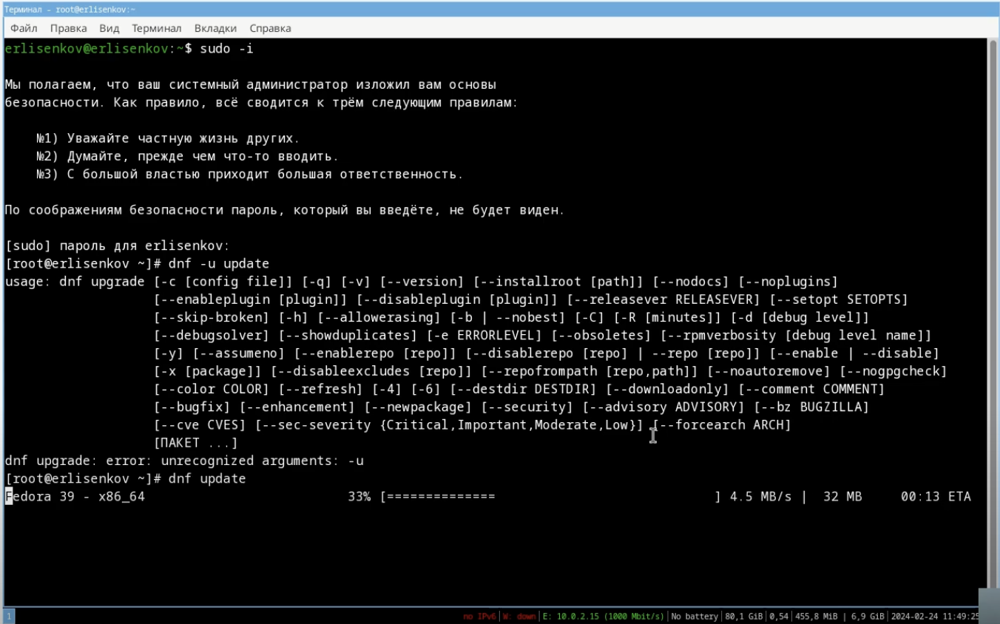 Терминал - root@erlisenkov:~
Файл Правка Вид Терминал Вкладки Справка
erlisenkov@erlisenkov:~$ sudo -i
Мы полагаем, что ваш системный администратор изложил вам основы
безопасности. Как правило, всё сводится к трём следующим правилам:
№1) Уважайте частную жизнь других.
№2) Думайте, прежде чем что-то вводить.
№3) С большой властью приходит большая ответственность.
По соображениям безопасности пароль, который вы введёте, не будет виден.
[sudo] пароль для erlisenkov:
[root@erlisenkov ~]# dnf -u update
usage: dnf upgrade [-c [config file]] [-q] [-v] [--version] [--installroot [path]] [--nodocs] [--noplugins]
[--enableplugin [plugin]] [--disableplugin [plugin]] [--releasever RELEASEVER] [--setopt SETOPTS]
[--skip-broken] [-h] [--allowerasing] [-b | --nobest] [-C] [-R [minutes]] [-d [debug level]]
[--debugsolver] [--showduplicates] [-e ERRORLEVEL] [--obsoletes] [--rpmverbosity [debug level name]]
[-y] [--assumeno] [--enablerepo [repo]] [--disablerepo [repo] | --repo [repo]] [--enable | --disable]
[-x [package]] [--disableexcludes [repo]] [--repofrompath [repo,path]] [--noautoremove] [--nogpgcheck]
[--color COLOR] [--refresh] [-4] [-6] [--destdir DESTDIR] [--downloadonly] [--comment COMMENT]
[--bugfix] [--enhancement] [--newpackage] [--security] [--advisory ADVISORY] [--bz BUGZILLA]
[--cve CVES] [--sec-severity {Critical,Important,Moderate,Low}] [--forcearch ARCH]
[ПАКЕТ ...]
dnf upgrade: error: unrecognized arguments: -u
[root@erlisenkov ~]# dnf update
Fedora 39 - x86_64 33% [============== ] 4.5 MB/s | 32 MB 00:13 ETA
1 no IPv6 | W: down | E: 10.0.2.15 (1000 Mbit/s) | No battery | 80,1 GiB | 0,54 | 455,8 MiB | 6,9 GiB | 2024-02-24 11:49:25